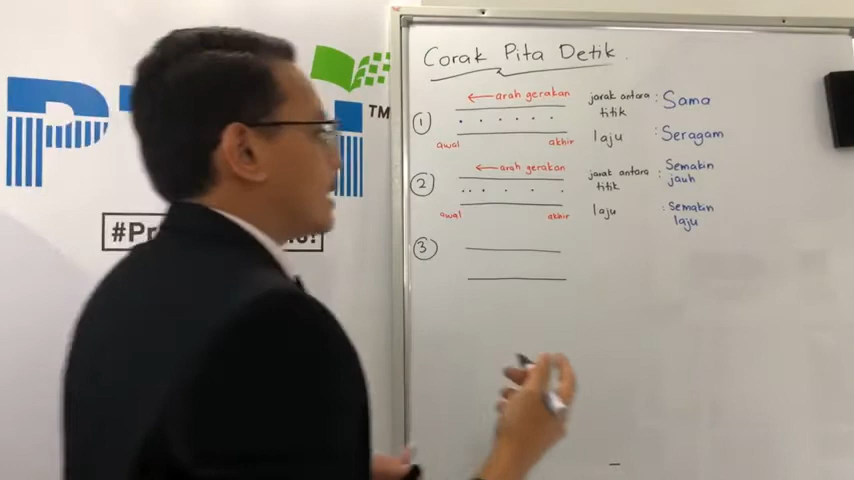 Corak Pita Detik
1
← arah gerakan
awal
akhir
jarak antara titik : Sama
laju : Seragam
2
← arah gerakan
awal
akhir
jarak antara titik : Semakin jauh
laju : Semakin laju
3
TM